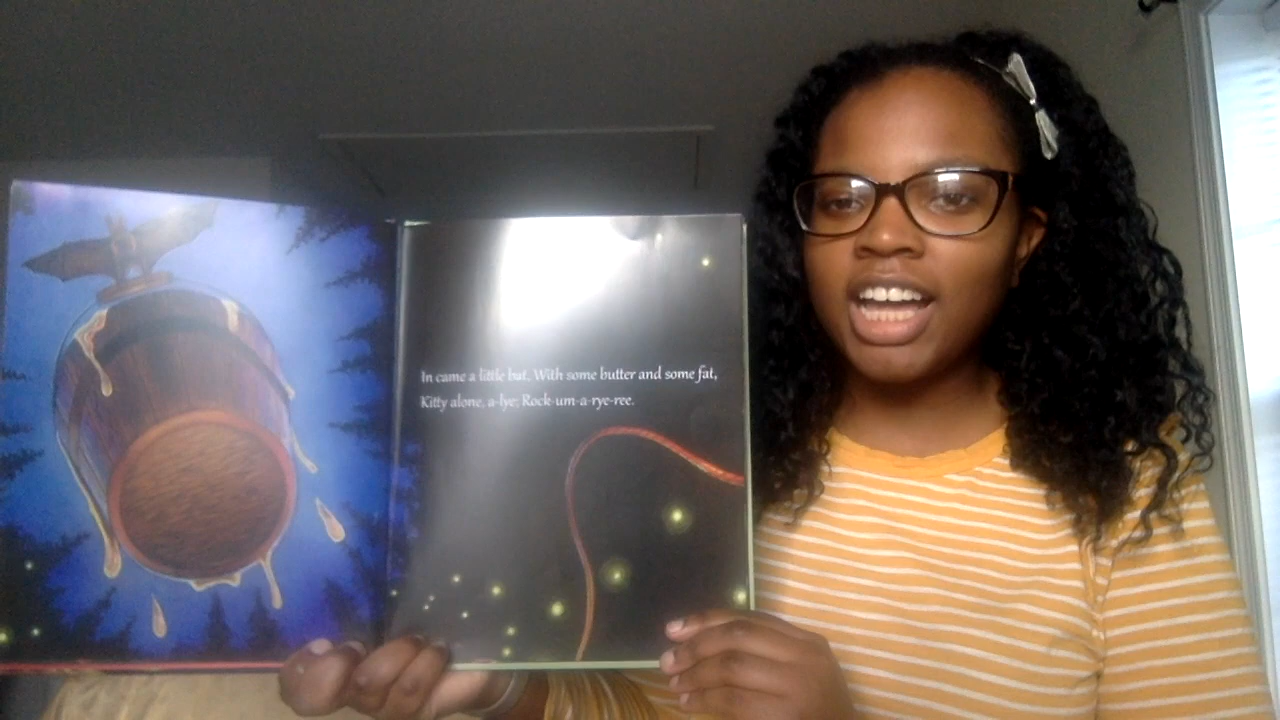 In came a little bat, With some butter and some fat,
Kitty alone, a-lye; Rock-um-a-rye-ree.